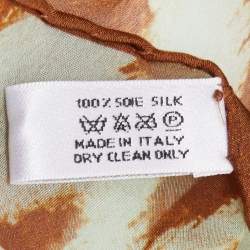 100% SOIE SILK
P
MADE IN ITALY
DRY CLEAN ONLY